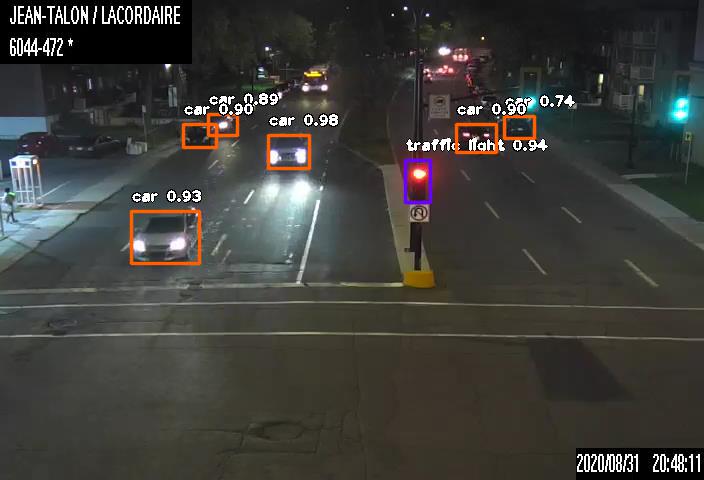 JEAN-TALON / LACORDAIRE
6044-472 *
car 0.89
car 0.90
car 0.98
car 0.90
car 0.74
traffic light 0.94
car 0.93
2020/08/31 20:48:11